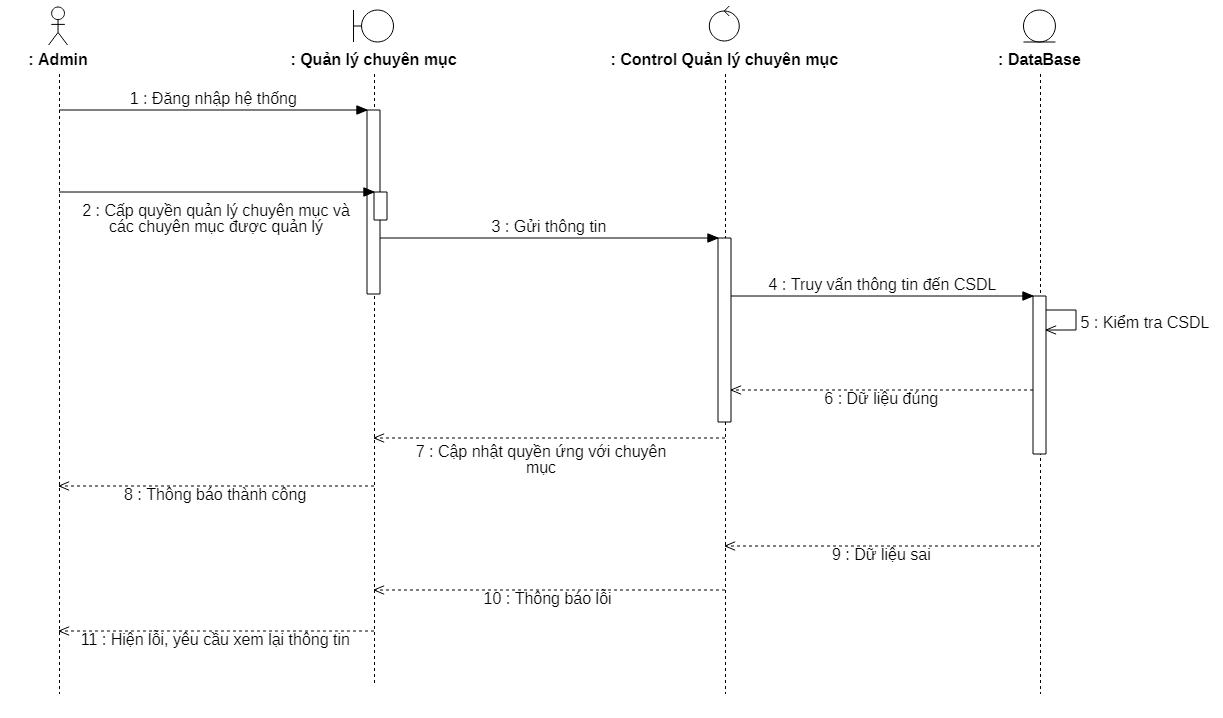 : Admin
: Quản lý chuyên mục
: Control Quản lý chuyên mục
: DataBase
1 : Đăng nhập hệ thống
2 : Cấp quyền quản lý chuyên mục và
các chuyên mục được quản lý
3 : Gửi thông tin
4 : Truy vấn thông tin đến CSDL
5 : Kiểm tra CSDL
6 : Dữ liệu đúng
7 : Cập nhật quyền ứng với chuyên
mục
8 : Thông báo thành công
9 : Dữ liệu sai
10 : Thông báo lỗi
11 : Hiện lỗi, yêu cầu xem lại thông tin